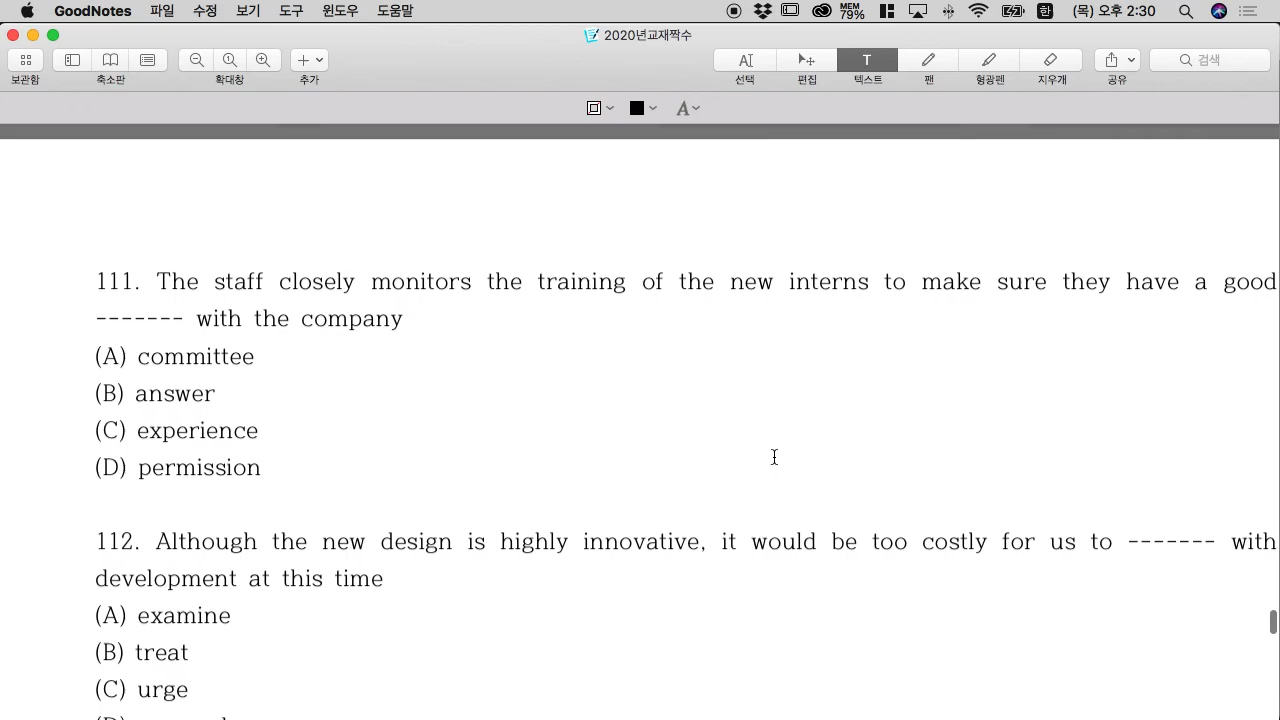 GoodNotes 파일 수정 보기 도구 윈도우 도움말 MEM 79% 한 (목) 오후 2:30
2020년교재짝수
보관함 축소판 확대창 추가 선택 편집 텍스트 펜 형광펜 지우개 공유 검색
111. The staff closely monitors the training of the new interns to make sure they have a good
------- with the company
(A) committee
(B) answer
(C) experience
(D) permission
112. Although the new design is highly innovative, it would be too costly for us to ------- with
development at this time
(A) examine
(B) treat
(C) urge